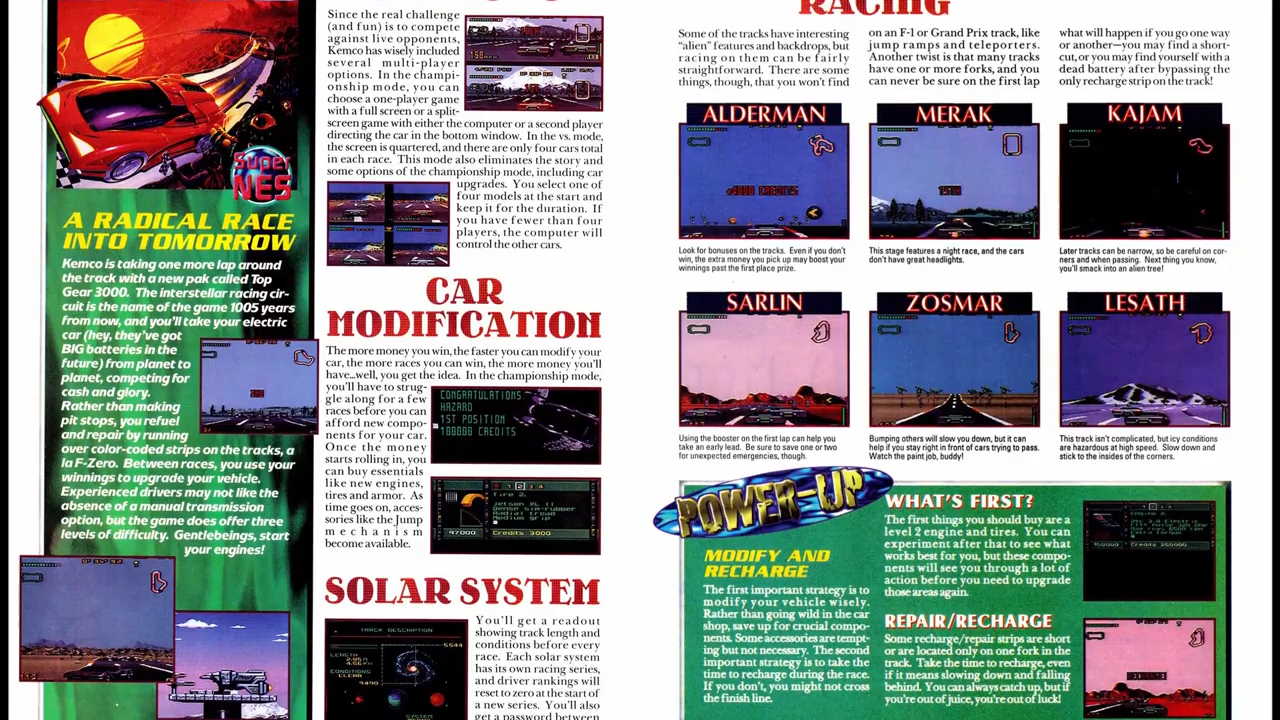 Super
NES
A RADICAL RACE
INTO TOMORROW
Kemco is taking one more lap around
the track with a new pak called Top
Gear 3000. The interstellar racing cir-
cuit is the name of the game 1005 years
from now, and you'll take your electric
car (hey, they've got
BIG batteries in the
future) from planet to
planet, competing for
cash and glory.
Rather than making
pit stops, you refuel
and repair by running
over color-coded strips on the tracks, a
la F-Zero. Between races, you use your
winnings to upgrade your vehicle.
Experienced drivers may not like the
absence of a manual transmission
option, but the game does offer three
levels of difficulty. Gentlebeings, start
your engines!
Since the real challenge
(and fun) is to compete
against live opponents,
Kemco has wisely included
several multi-player
options. In the champi-
onship mode, you can
choose a one-player game
with a full screen or a split-
screen game with either the computer or a second player
directing the car in the bottom window. In the vs. mode,
the screen is quartered, and there are only four cars total
in each race. This mode also eliminates the story and
some options of the championship mode, including car
upgrades. You select one of
four models at the start and
keep it for the duration. If
you have fewer than four
players, the computer will
control the other cars.
CAR
MODIFICATION
The more money you win, the faster you can modify your
car, the more races you can win, the more money you'll
have...well, you get the idea. In the championship mode,
you'll have to strug-
gle along for a few
races before you can
afford new compo-
nents for your car.
Once the money
starts rolling in, you
can buy essentials
like new engines,
tires and armor. As
time goes on, acces-
sories like the Jump
mechanism
become available.
CONGRATULATIONS
HAZARD
1ST POSITION
100000 CREDITS
Tire 2.
Jetson XL II
Dense sim-rubber
Radial tread
Medium grip
47000
Credits 3000
SOLAR SYSTEM
TRACK DESCRIPTION
LENGTH
CONDITIONS
CLEAR
5544
9490
SYSTEM
You'll get a readout
showing track length and
conditions before every
race. Each solar system
has its own racing series,
and driver rankings will
reset to zero at the start of
a new series. You'll also
get a password between
RACING
Some of the tracks have interesting
"alien" features and backdrops, but
racing on them can be fairly
straightforward. There are some
things, though, that you won't find
on an F-1 or Grand Prix track, like
jump ramps and teleporters.
Another twist is that many tracks
have one or more forks, and you
can never be sure on the first lap
what will happen if you go one way
or another—you may find a short-
cut, or you may find yourself with a
dead battery after bypassing the
only recharge strip on the track!
ALDERMAN
+4000 CREDITS
Look for bonuses on the tracks. Even if you don't
win, the extra money you pick up may boost your
winnings past the first place prize.
MERAK
15TH
This stage features a night race, and the cars
don't have great headlights.
KAJAM
Later tracks can be narrow, so be careful on cor-
ners and when passing. Next thing you know,
you'll smack into an alien tree!
SARLIN
Using the booster on the first lap can help you
take an early lead. Be sure to save one or two
for unexpected emergencies, though.
ZOSMAR
Bumping others will slow you down, but it can
help if you stay right in front of cars trying to pass.
Watch the paint job, buddy!
LESATH
This track isn't complicated, but icy conditions
are hazardous at high speed. Slow down and
stick to the insides of the corners.
POWER-UP
MODIFY AND
RECHARGE
The first important strategy is to
modify your vehicle wisely.
Rather than going wild in the car
shop, save up for crucial compo-
nents. Some accessories are tempt-
ing but not necessary. The second
important strategy is to take the
time to recharge during the race.
If you don't, you might not cross
the finish line.
WHAT'S FIRST?
The first things you should buy are a
level 2 engine and tires. You can
experiment after that to see what
works best for you, but these compo-
nents will see you through a lot of
action before you need to upgrade
those areas again.
REPAIR/RECHARGE
Some recharge/repair strips are short
or are located only on one fork in the
track. Take the time to recharge, even
if it means slowing down and falling
behind. You can always catch up, but if
you're out of juice, you're out of luck!